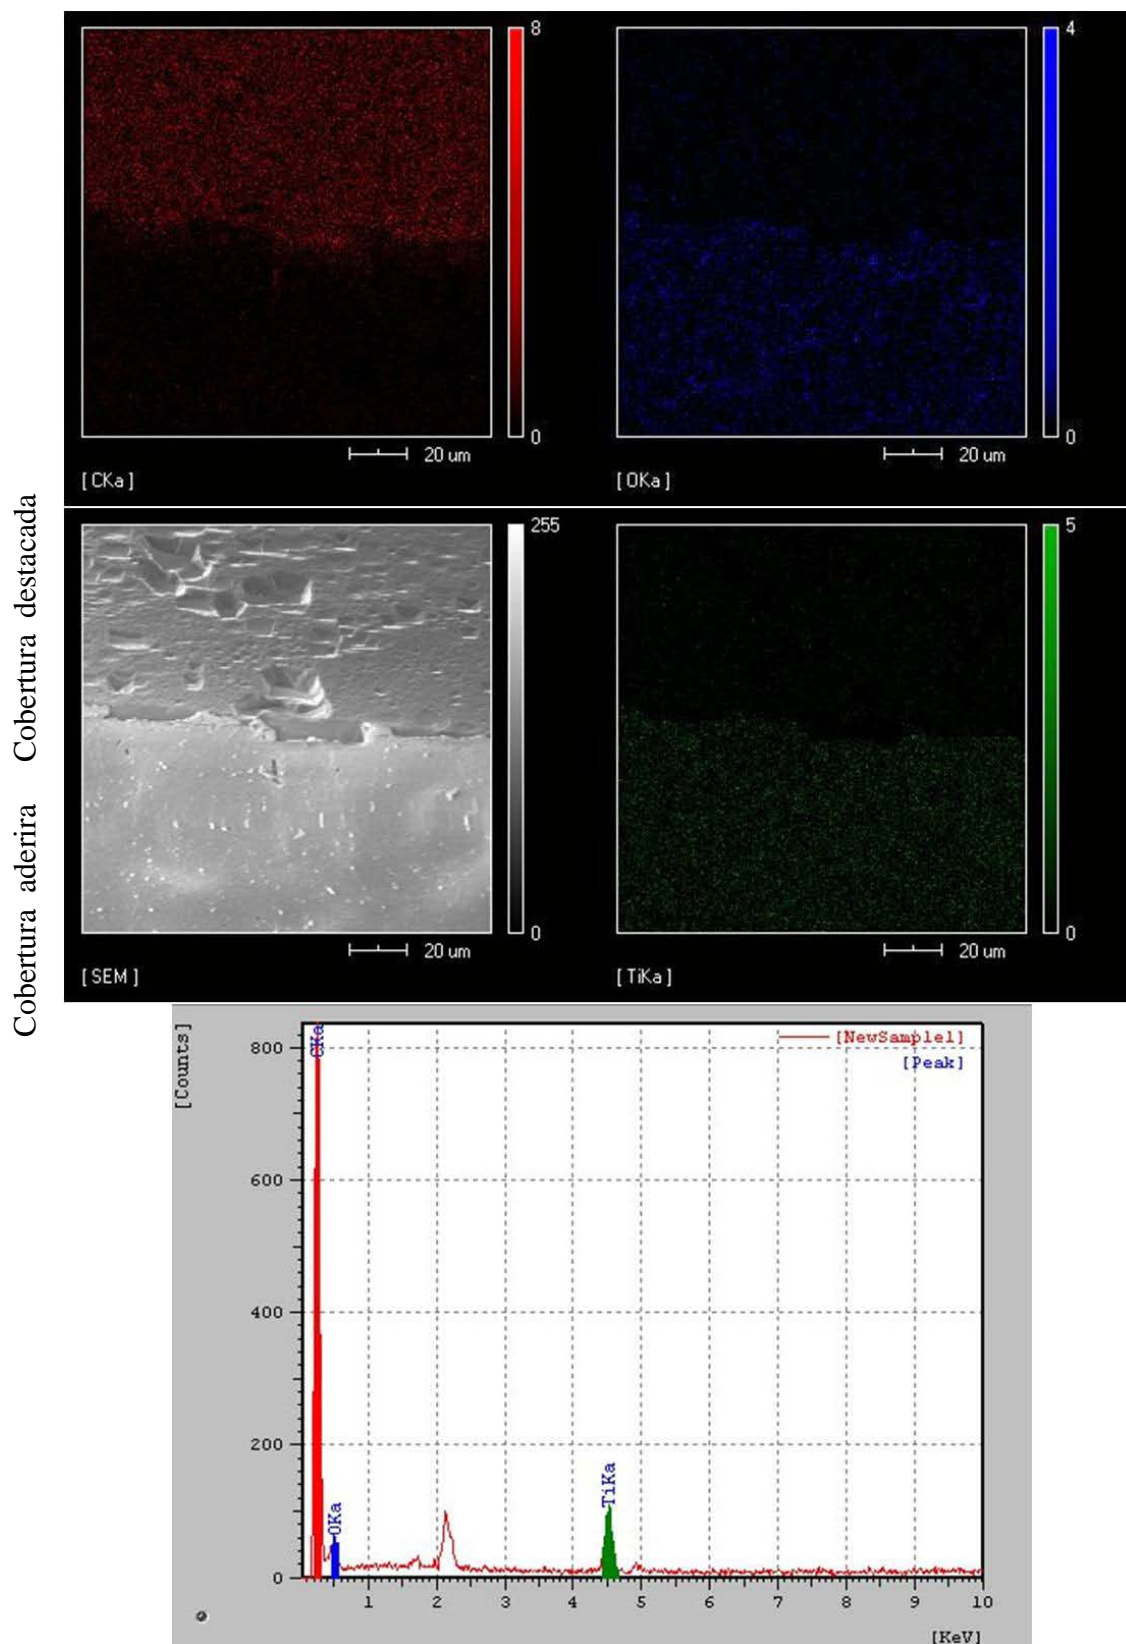 8
0
20 um
[CKa]
4
0
20 um
[OKa]
Cobertura aderira Cobertura destacada
255
0
20 um
[SEM]
5
0
20 um
[TiKa]
[Counts]
800
600
400
200
0
CKa
OKa
TiKa
[NewSample1]
[Peak]
1 2 3 4 5 6 7 8 9 10
[KeV]